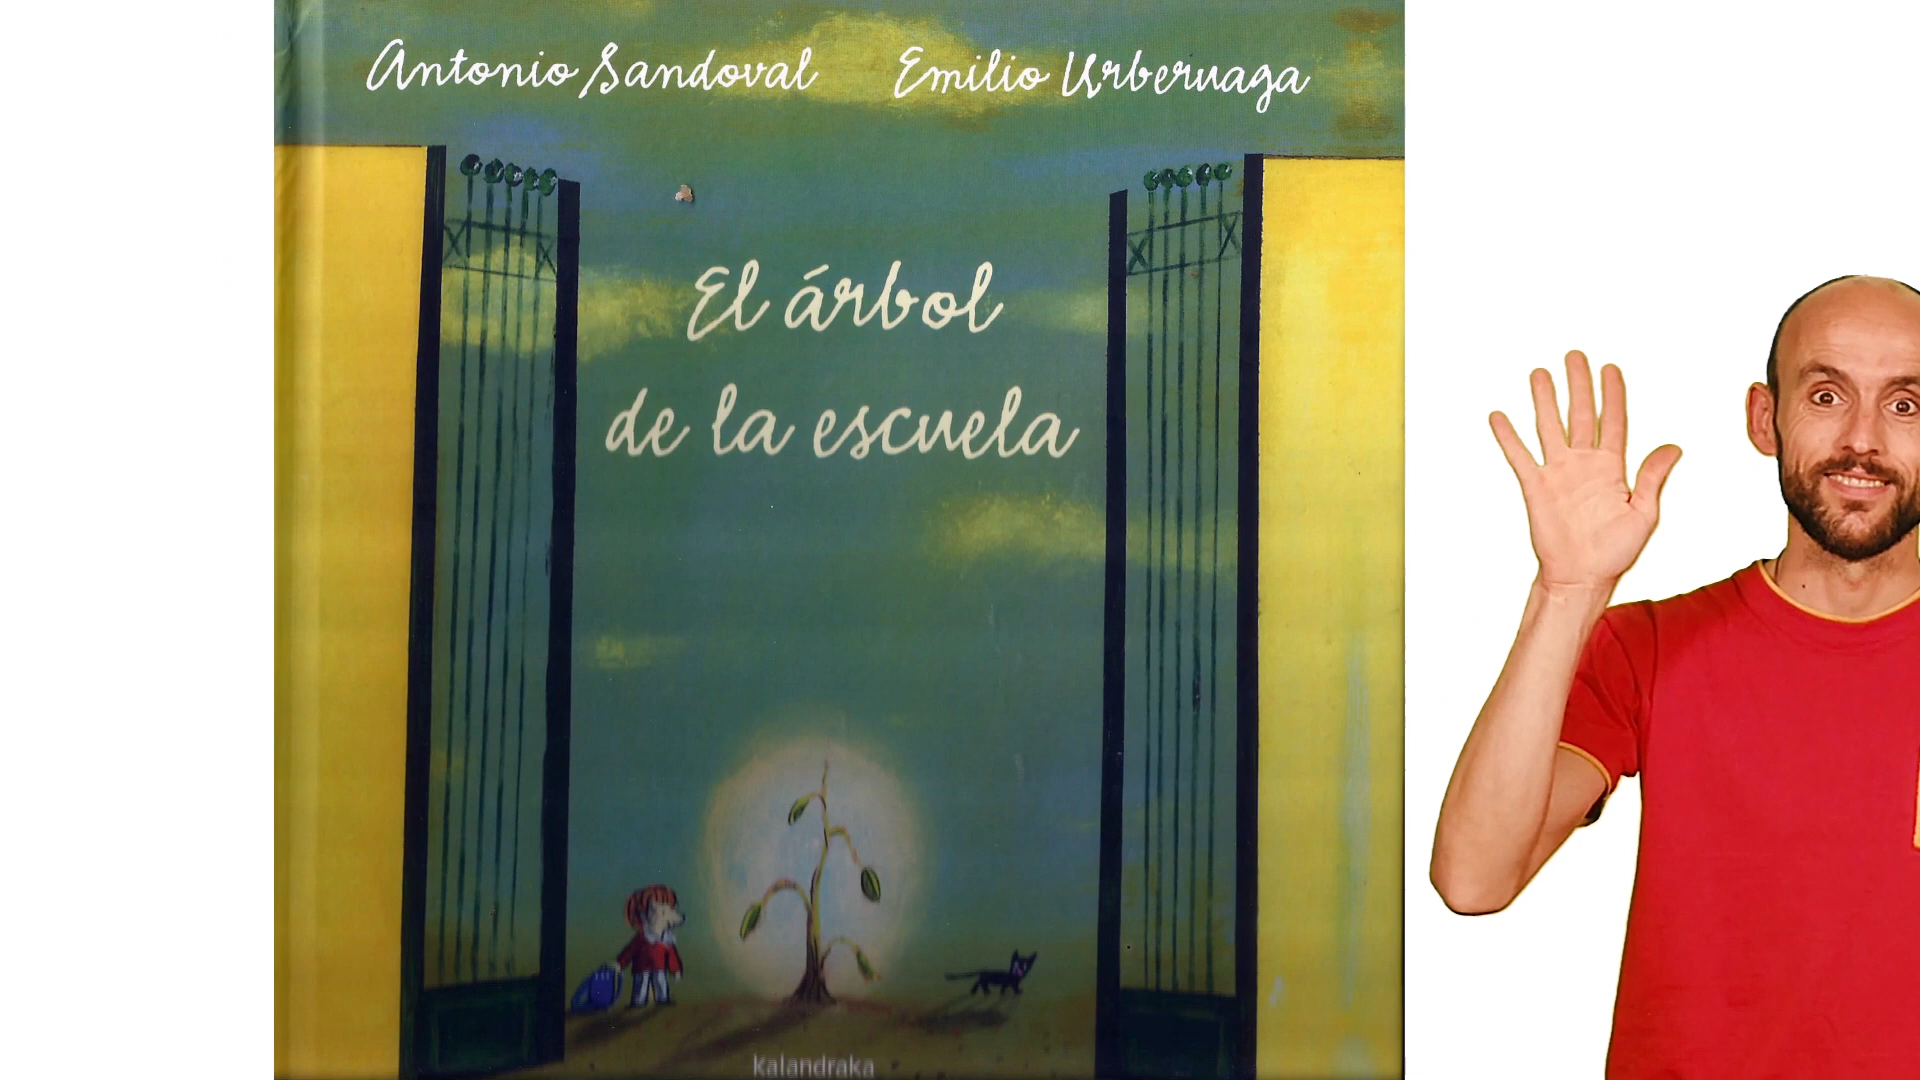 Antonio Sandoval Emilio Urberuaga
El árbol
de la escuela
kalandraka